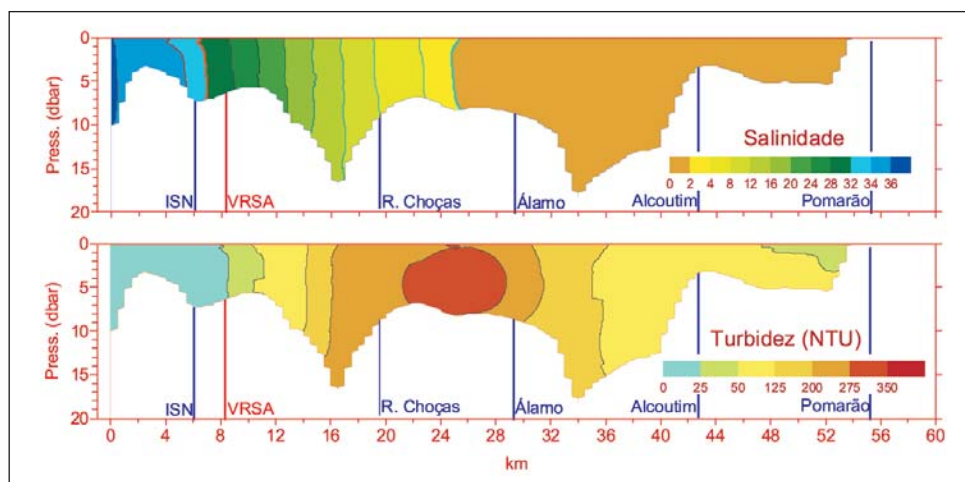 0
5
10
15
20
Press. (dbar)
Salinidade
0 2 4 8 12 16 20 24 28 32 34 36
ISN VRSA R. Choças Álamo Alcoutim Pomarão
0
5
10
15
20
Press. (dbar)
Turbidez (NTU)
0 25 50 125 200 275 350
ISN VRSA R. Choças Álamo Alcoutim Pomarão
0 4 8 12 16 20 24 28 32 36 40 44 48 52 56 60
km